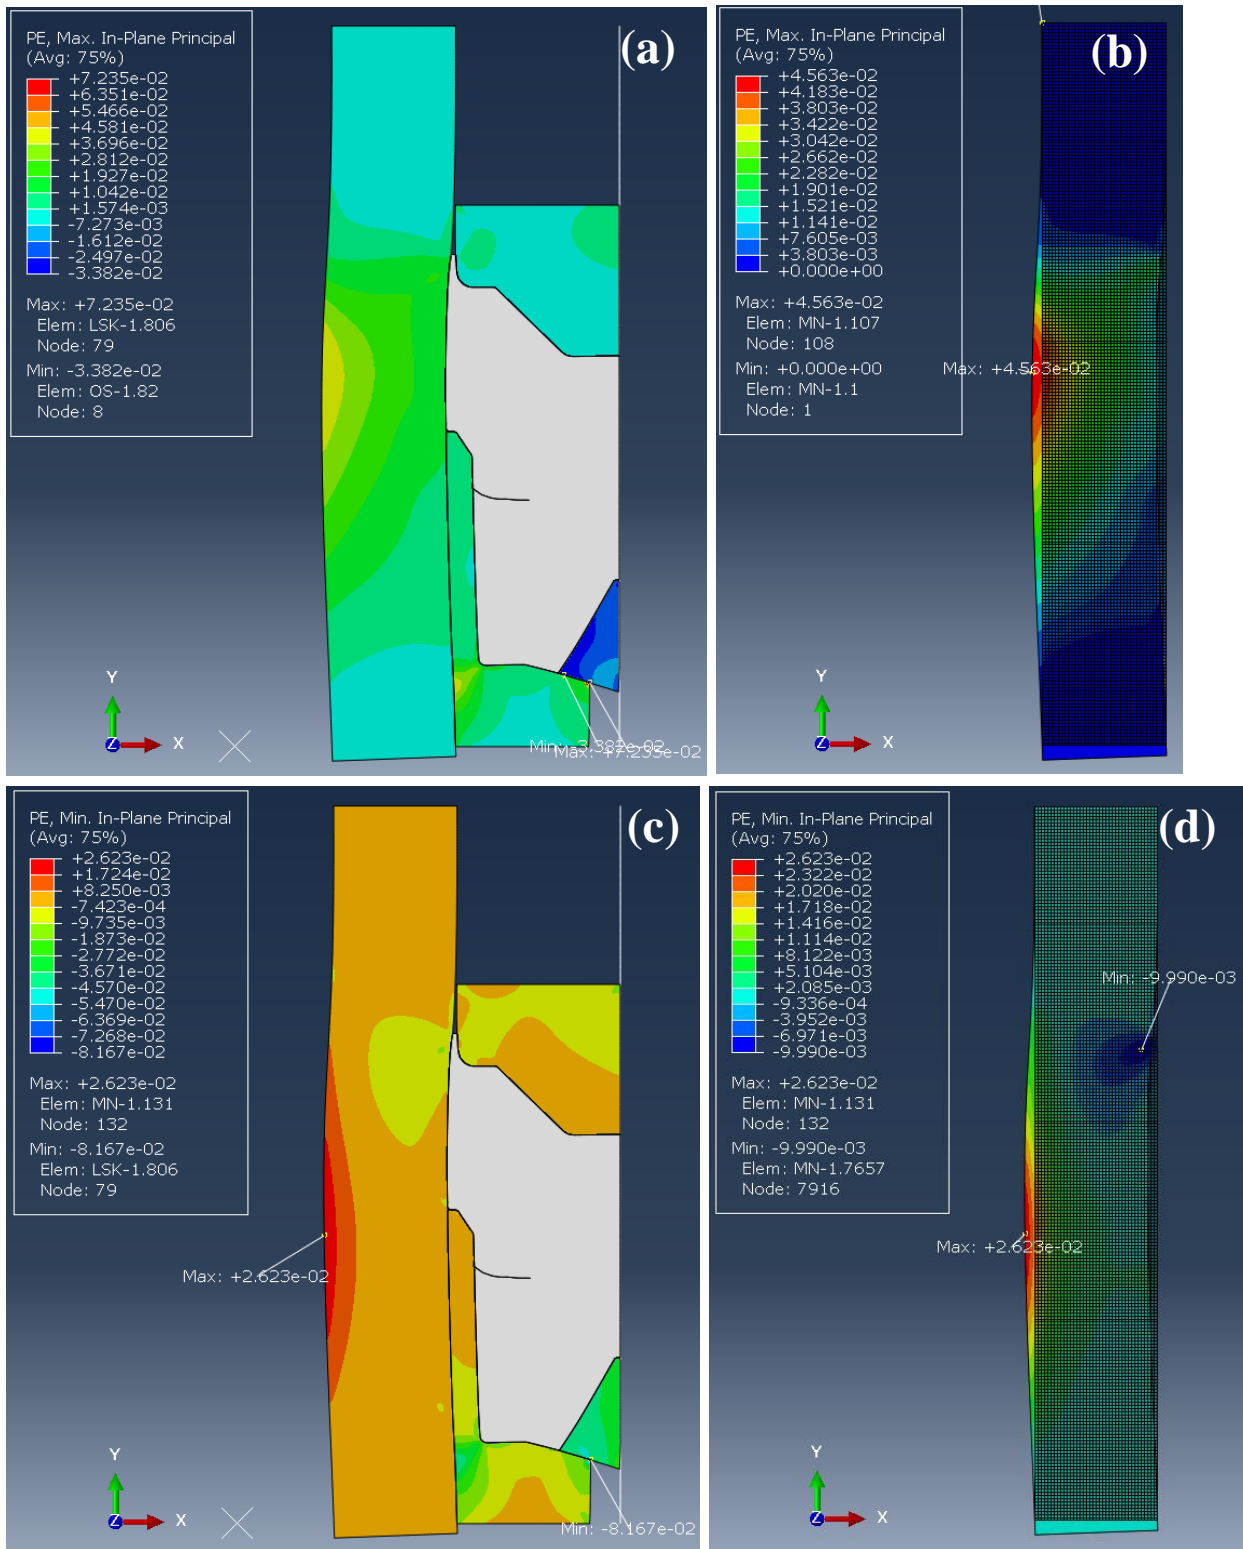 PE, Max. In-Plane Principal
(Avg: 75%)
+7.235e-02
+6.351e-02
+5.466e-02
+4.581e-02
+3.696e-02
+2.812e-02
+1.927e-02
+1.042e-02
+1.574e-03
-7.273e-03
-1.612e-02
-2.497e-02
-3.382e-02
Max: +7.235e-02
Elem: LSK-1.806
Node: 79
Min: -3.382e-02
Elem: OS-1.82
Node: 8
(a)
Min: -3.382e-02
Max: +7.235e-02
Y
X
Z
PE, Max. In-Plane Principal
(Avg: 75%)
+4.563e-02
+4.183e-02
+3.803e-02
+3.422e-02
+3.042e-02
+2.662e-02
+2.282e-02
+1.901e-02
+1.521e-02
+1.141e-02
+7.605e-03
+3.803e-03
+0.000e+00
Max: +4.563e-02
Elem: MN-1.107
Node: 108
Min: +0.000e+00
Elem: MN-1.1
Node: 1
(b)
Max: +4.563e-02
Y
X
Z
PE, Min. In-Plane Principal
(Avg: 75%)
+2.623e-02
+1.724e-02
+8.250e-03
-7.423e-04
-9.735e-03
-1.873e-02
-2.772e-02
-3.671e-02
-4.570e-02
-5.470e-02
-6.369e-02
-7.268e-02
-8.167e-02
Max: +2.623e-02
Elem: MN-1.131
Node: 132
Min: -8.167e-02
Elem: LSK-1.806
Node: 79
(c)
Max: +2.623e-02
Min: -8.167e-02
Y
X
Z
PE, Min. In-Plane Principal
(Avg: 75%)
+2.623e-02
+2.322e-02
+2.020e-02
+1.718e-02
+1.416e-02
+1.114e-02
+8.122e-03
+5.104e-03
+2.085e-03
-9.336e-04
-3.952e-03
-6.971e-03
-9.990e-03
Max: +2.623e-02
Elem: MN-1.131
Node: 132
Min: -9.990e-03
Elem: MN-1.7657
Node: 7916
(d)
Min: -9.990e-03
Max: +2.623e-02
Y
X
Z